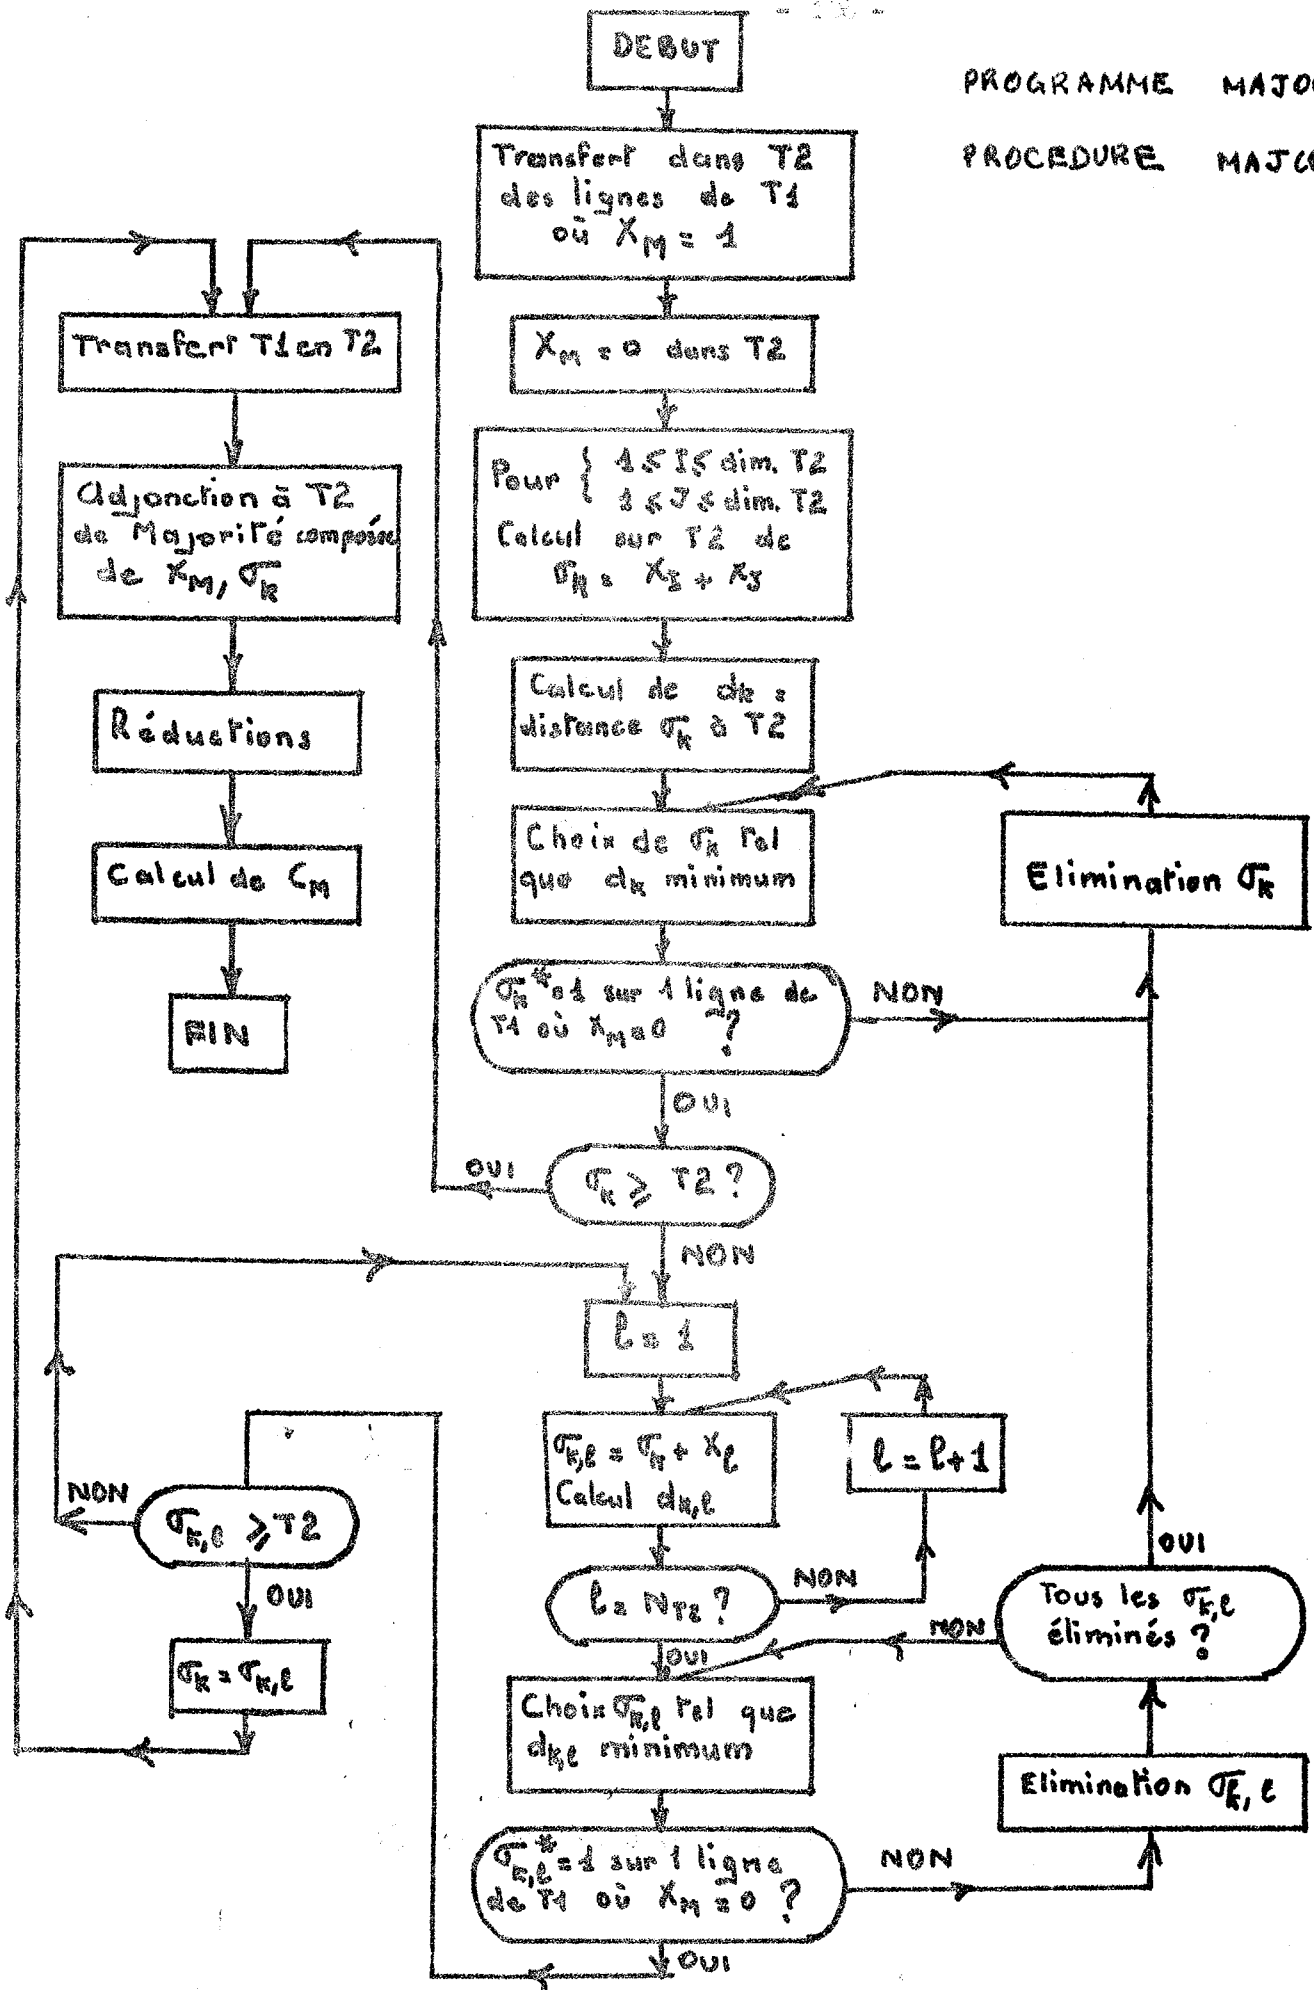 DEBUT
PROGRAMME
PROCEDURE
Transfert dans T2
des lignes de T1
où X_M = 1
Transfert T1 en T2
X_M = 0 dans T2
Adjonction à T2
de Majorité composée
de X_M, σ_k
Pour { 1 ≤ I ≤ dim. T2
1 ≤ J ≤ dim. T2
Calcul sur T2 de
σ_k = X_I + X_J
Réductions
Calcul de d_k =
distance σ_k à T2
Calcul de C_M
Choix de σ_k tel
que d_k minimum
Elimination σ_k
FIN
σ_k* = 1 sur 1 ligne de
T1 où X_M = 0 ?
NON
OUI
OUI
σ_k ≥ T2 ?
NON
l = 1
σ_k,l = σ_k + X_l
Calcul d_k,l
l = l+1
NON
σ_k,l ≥ T2
OUI
l = N_T2 ?
NON
OUI
Tous les σ_k,l
éliminés ?
OUI
NON
σ_k = σ_k,l
Choix σ_k,l tel que
d_k,l minimum
Elimination σ_k,l
σ_k,l* = 1 sur 1 ligne
de T1 où X_M = 0 ?
NON
OUI